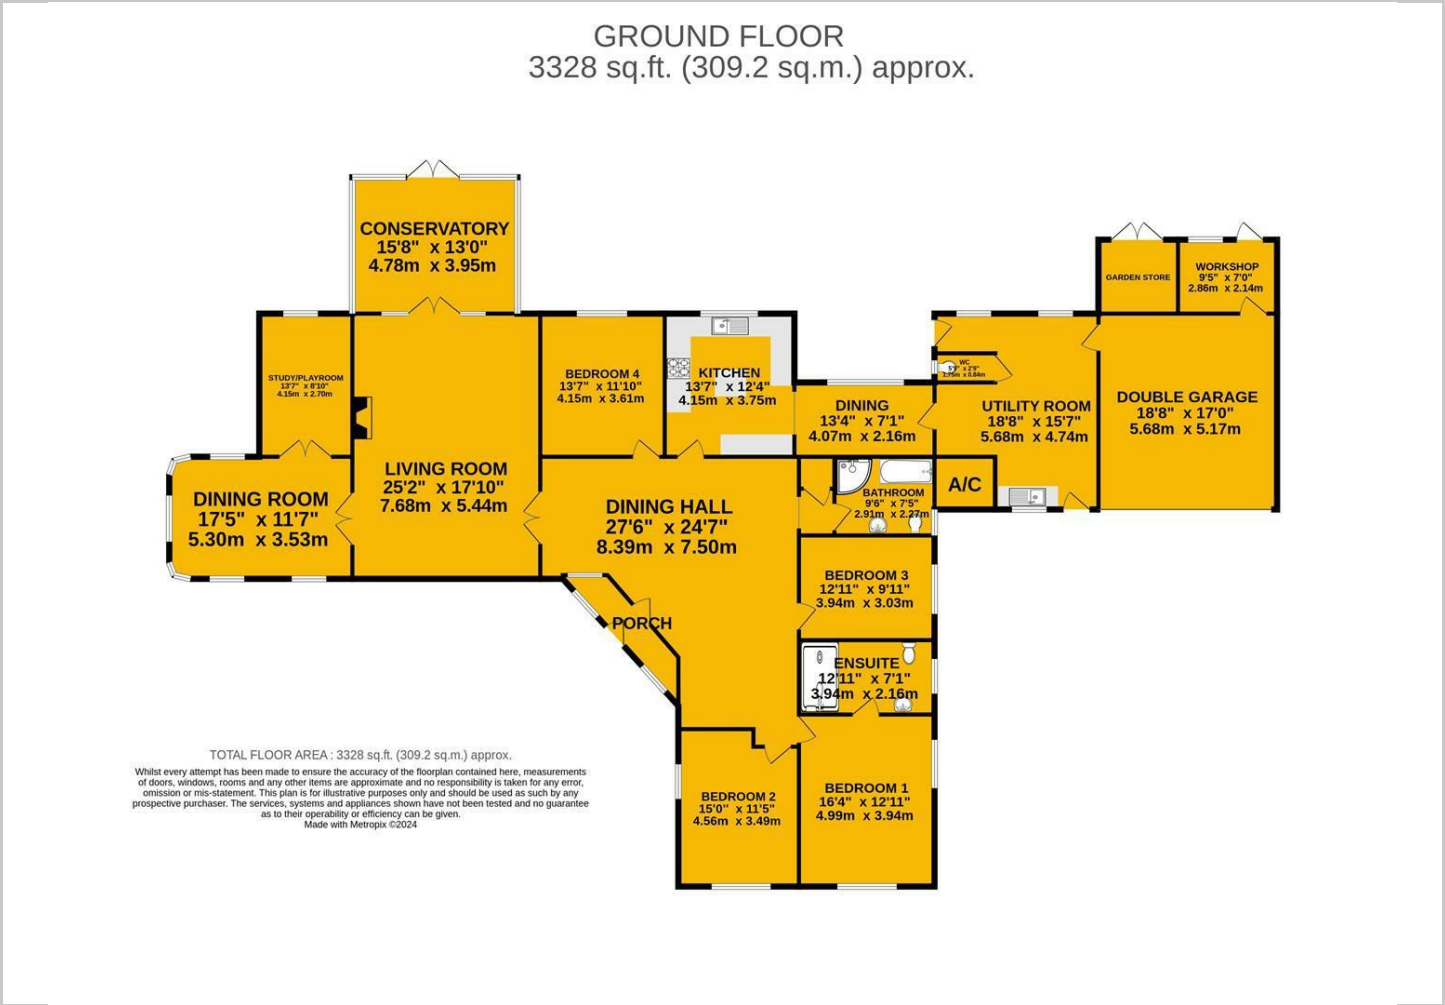 GROUND FLOOR
3328 sq.ft. (309.2 sq.m.) approx.
CONSERVATORY
15'8" x 13'0"
4.78m x 3.95m
GARDEN STORE
WORKSHOP
9'5" x 7'0"
2.86m x 2.14m
STUDY/PLAYROOM
13'7" x 8'10"
4.15m x 2.70m
BEDROOM 4
13'7" x 11'10"
4.15m x 3.61m
KITCHEN
13'7" x 12'4"
4.15m x 3.75m
DINING
13'4" x 7'1"
4.07m x 2.16m
WC
5'9" x 2'9"
1.75m x 0.84m
UTILITY ROOM
18'8" x 15'7"
5.68m x 4.74m
DOUBLE GARAGE
18'8" x 17'0"
5.68m x 5.17m
DINING ROOM
17'5" x 11'7"
5.30m x 3.53m
LIVING ROOM
25'2" x 17'10"
7.68m x 5.44m
DINING HALL
27'6" x 24'7"
8.39m x 7.50m
BATHROOM
9'6" x 7'5"
2.91m x 2.27m
A/C
PORCH
BEDROOM 3
12'11" x 9'11"
3.94m x 3.03m
ENSUITE
12'11" x 7'1"
3.94m x 2.16m
BEDROOM 2
15'0" x 11'5"
4.56m x 3.49m
BEDROOM 1
16'4" x 12'11"
4.99m x 3.94m
TOTAL FLOOR AREA : 3328 sq.ft. (309.2 sq.m.) approx.
Whilst every attempt has been made to ensure the accuracy of the floorplan contained here, measurements
of doors, windows, rooms and any other items are approximate and no responsibility is taken for any error,
omission or mis-statement. This plan is for illustrative purposes only and should be used as such by any
prospective purchaser. The services, systems and appliances shown have not been tested and no guarantee
as to their operability or efficiency can be given.
Made with Metropix ©2024